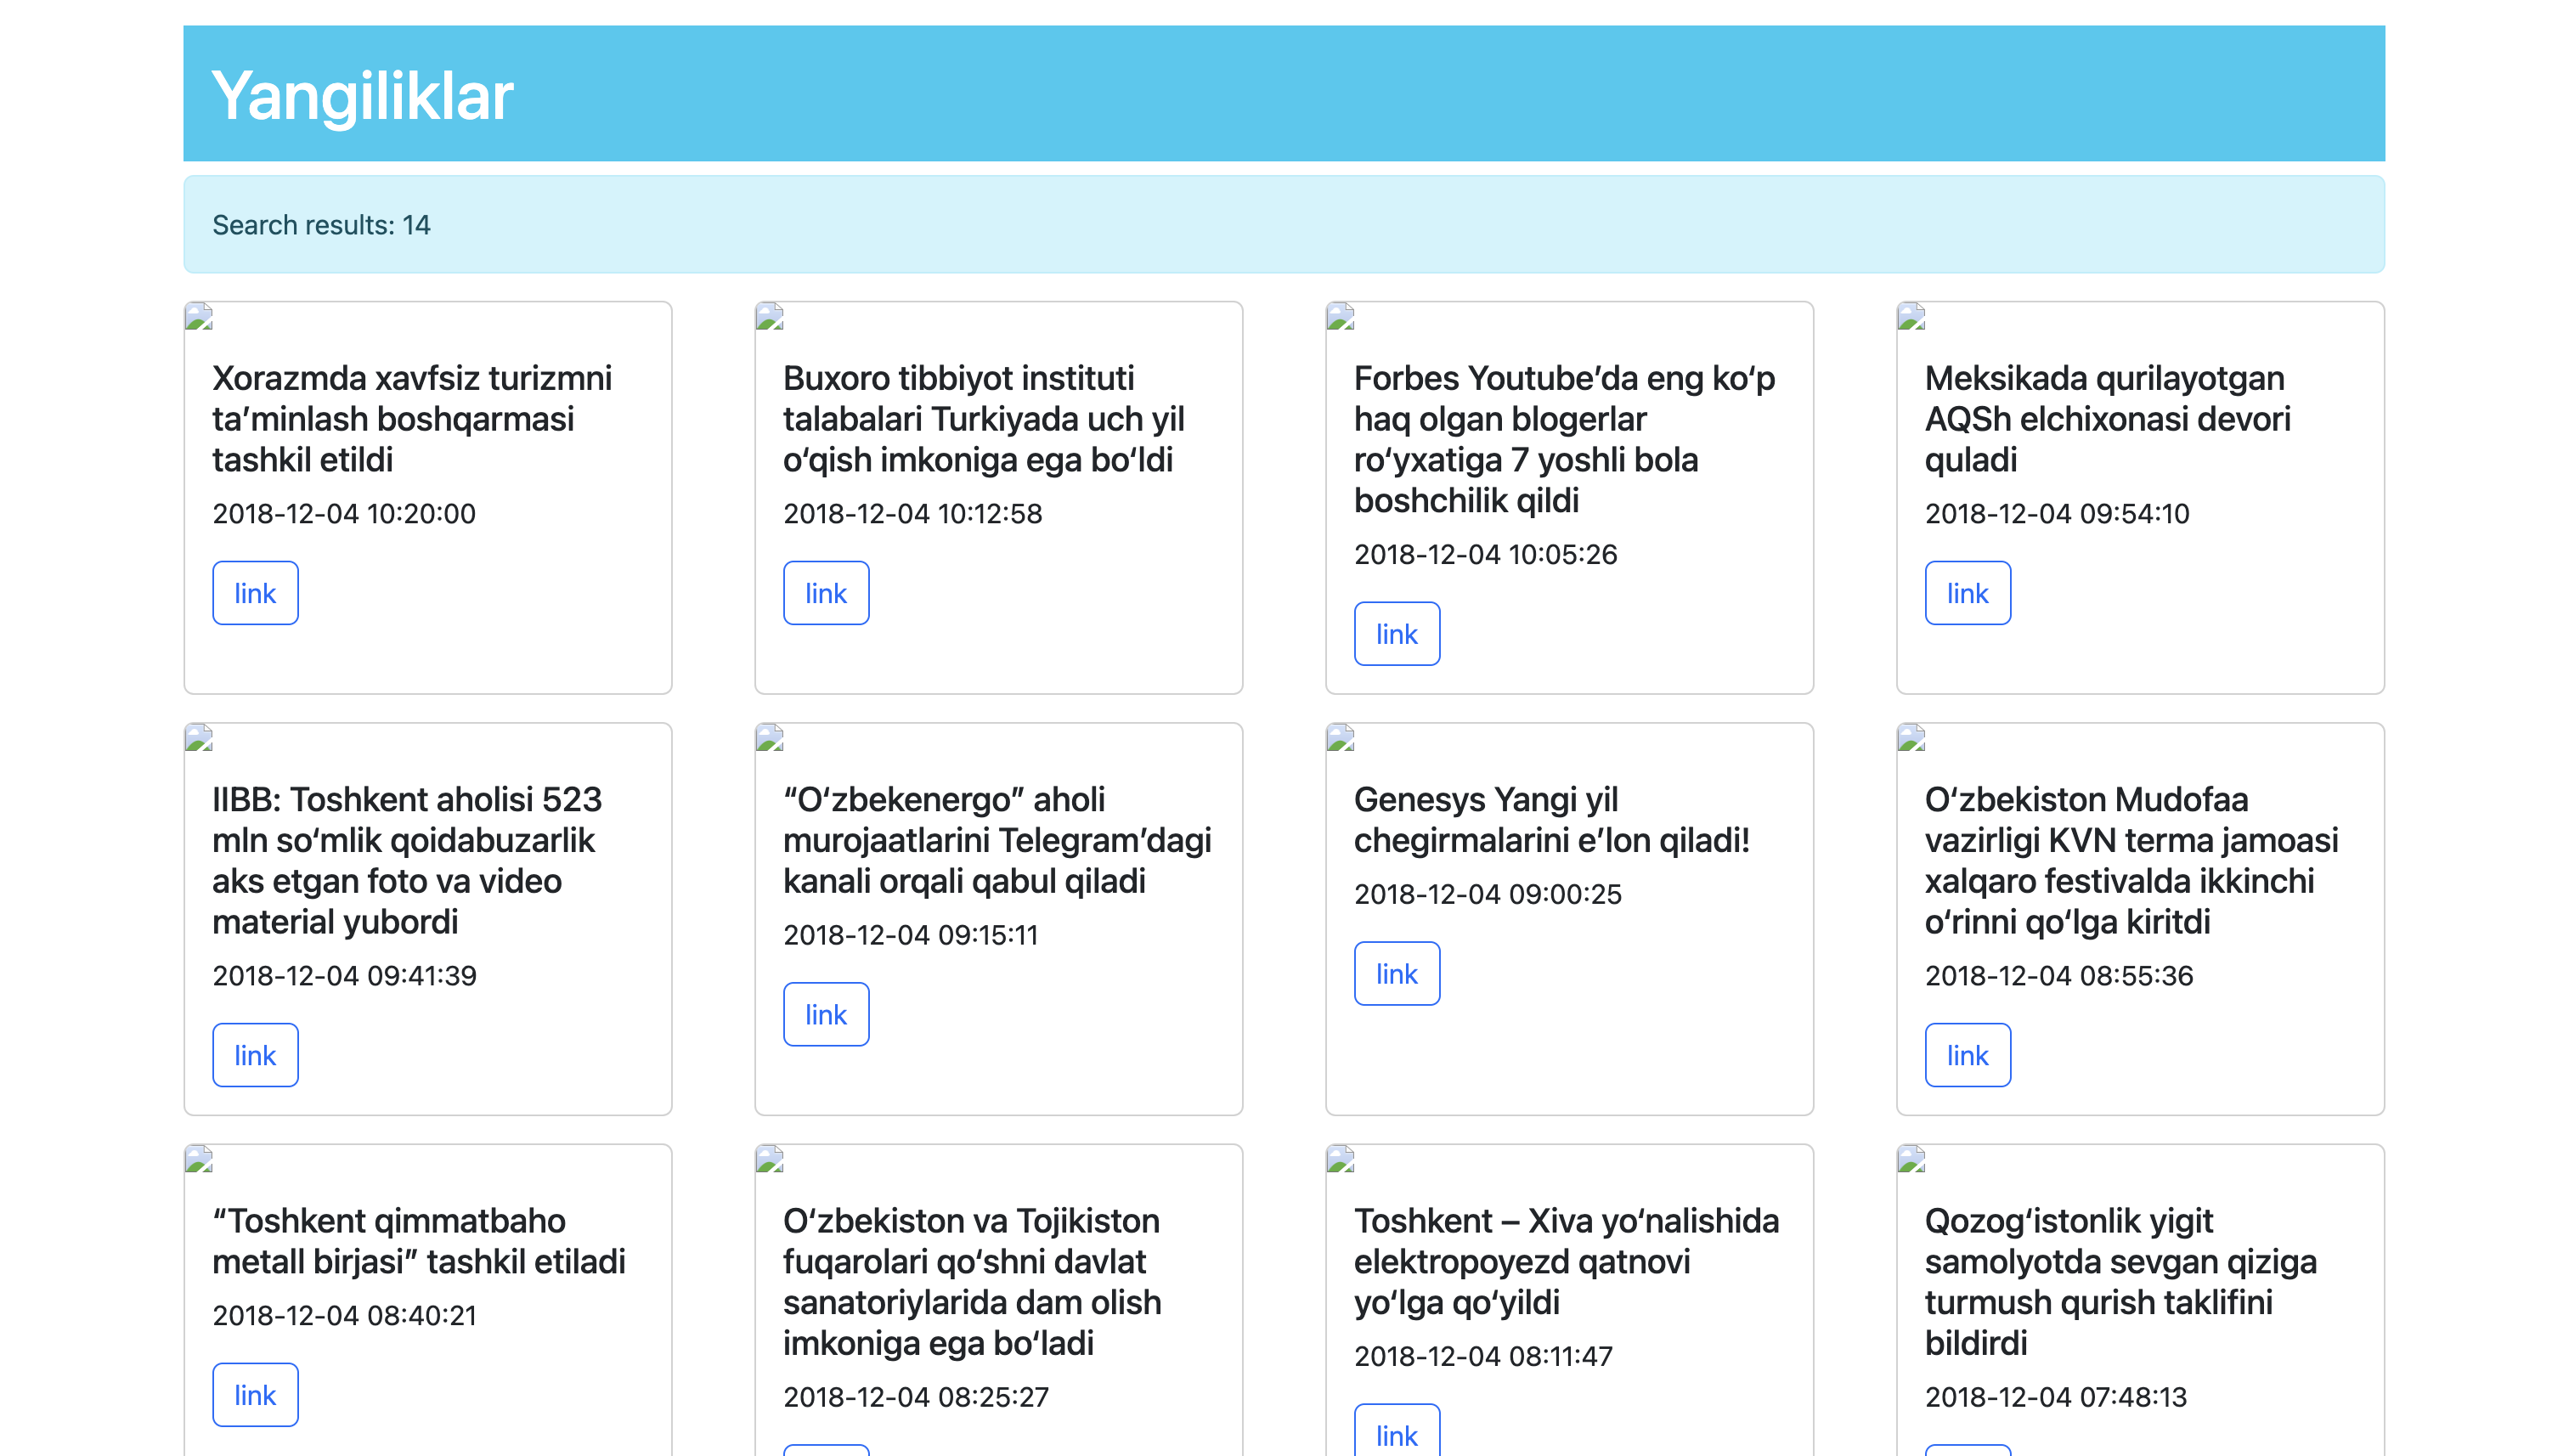 Yangiliklar
Search results: 14
Xorazmda xavfsiz turizmni
ta’minlash boshqarmasi
tashkil etildi
2018-12-04 10:20:00
link
Buxoro tibbiyot instituti
talabalari Turkiyada uch yil
o‘qish imkoniga ega bo‘ldi
2018-12-04 10:12:58
link
Forbes Youtube’da eng ko‘p
haq olgan blogerlar
ro‘yxatiga 7 yoshli bola
boshchilik qildi
2018-12-04 10:05:26
link
Meksikada qurilayotgan
AQSh elchixonasi devori
quladi
2018-12-04 09:54:10
link
IIBB: Toshkent aholisi 523
mln so‘mlik qoidabuzarlik
aks etgan foto va video
material yubordi
2018-12-04 09:41:39
link
“O‘zbekenergo” aholi
murojaatlarini Telegram’dagi
kanali orqali qabul qiladi
2018-12-04 09:15:11
link
Genesys Yangi yil
chegirmalarini e’lon qiladi!
2018-12-04 09:00:25
link
O‘zbekiston Mudofaa
vazirligi KVN terma jamoasi
xalqaro festivalda ikkinchi
o‘rinni qo‘lga kiritdi
2018-12-04 08:55:36
link
“Toshkent qimmatbaho
metall birjasi” tashkil etiladi
2018-12-04 08:40:21
link
O‘zbekiston va Tojikiston
fuqarolari qo‘shni davlat
sanatoriylarida dam olish
imkoniga ega bo‘ladi
2018-12-04 08:25:27
Toshkent – Xiva yo‘nalishida
elektropoyezd qatnovi
yo‘lga qo‘yildi
2018-12-04 08:11:47
link
Qozog‘istonlik yigit
samolyotda sevgan qiziga
turmush qurish taklifini
bildirdi
2018-12-04 07:48:13